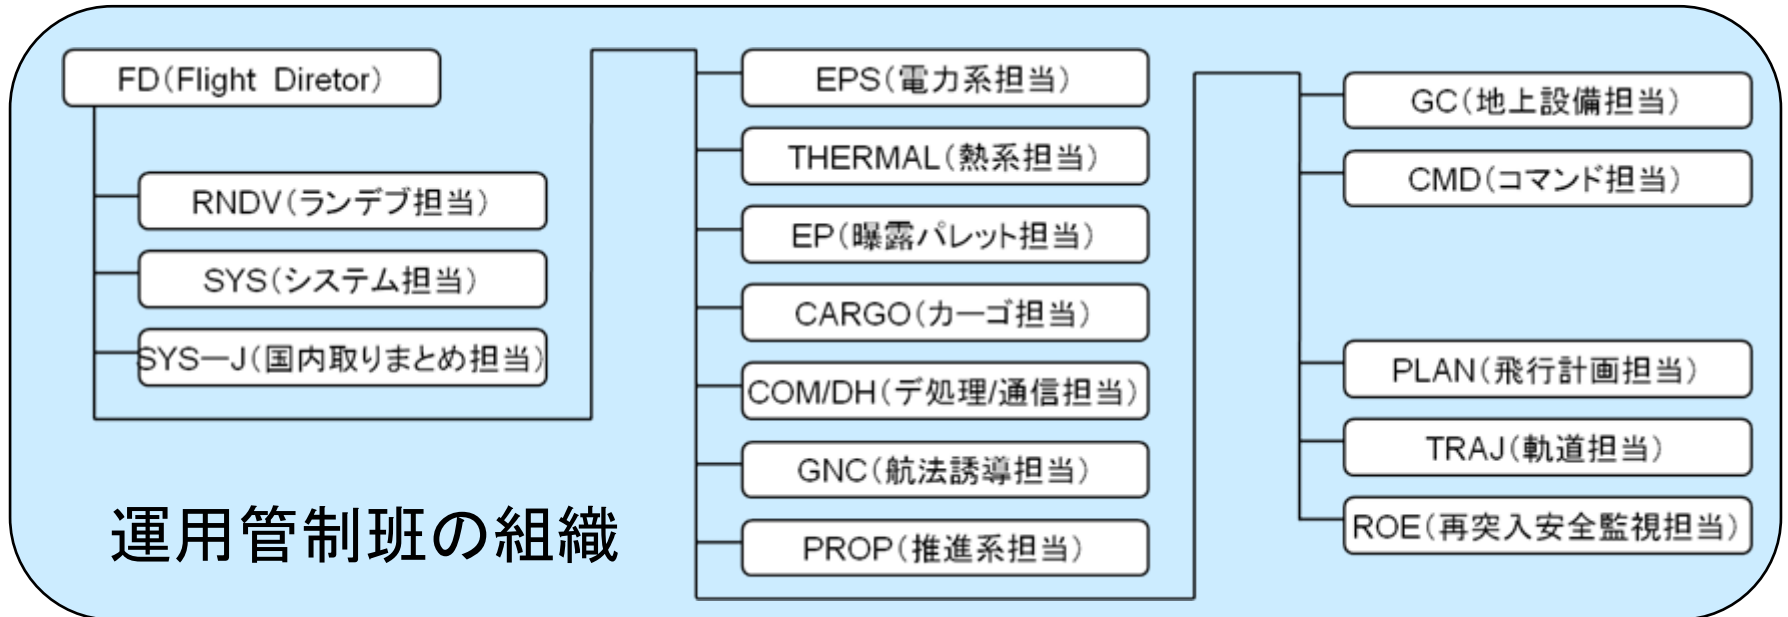 FD(Flight Diretor)
RNDV(ランデブ担当)
SYS(システム担当)
SYS－J(国内取りまとめ担当)
EPS(電力系担当)
THERMAL(熱系担当)
EP(曝露パレット担当)
CARGO(カーゴ担当)
COM/DH(デ処理/通信担当)
GNC(航法誘導担当)
PROP(推進系担当)
GC(地上設備担当)
CMD(コマンド担当)
PLAN(飛行計画担当)
TRAJ(軌道担当)
ROE(再突入安全監視担当)
運用管制班の組織